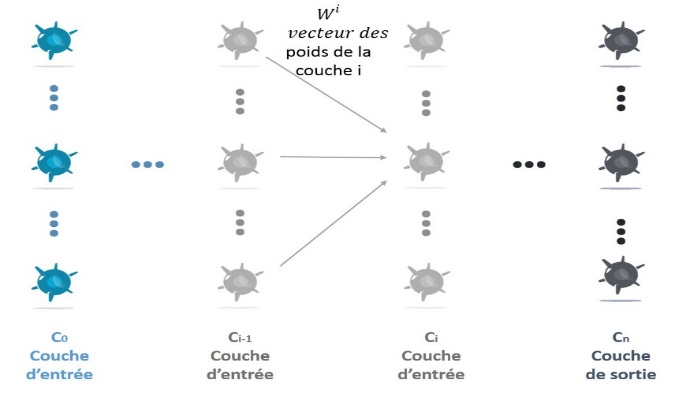 Wⁱ
vecteur des
poids de la
couche i
C₀
Couche
d’entrée
Cᵢ₋₁
Couche
d’entrée
Cᵢ
Couche
d’entrée
Cₙ
Couche
de sortie